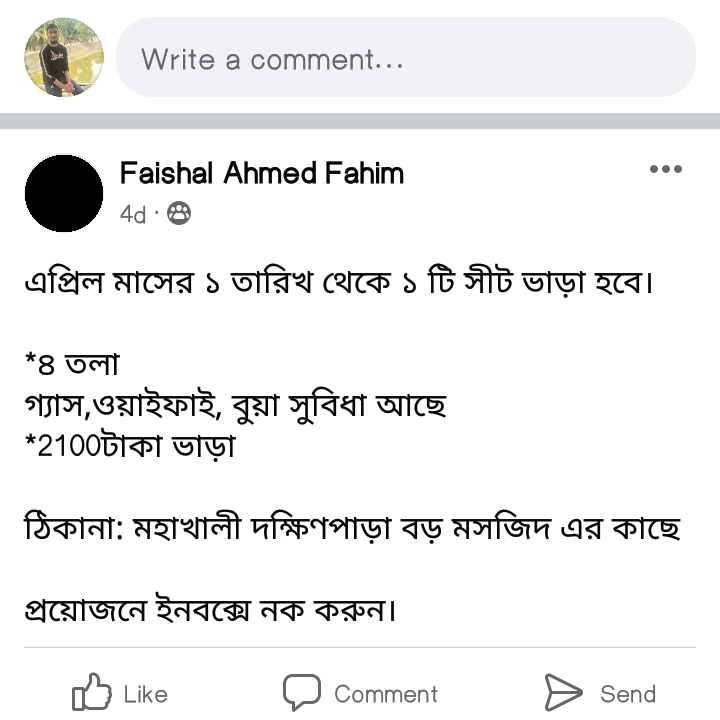 Write a comment...
Faishal Ahmed Fahim
4d ·
এপ্রিল মাসের ১ তারিখ থেকে ১ টি সীট ভাড়া হবে।
*৪ তলা
গ্যাস,ওয়াইফাই, বুয়া সুবিধা আছে
*2100টাকা ভাড়া
ঠিকানা: মহাখালী দক্ষিণপাড়া বড় মসজিদ এর কাছে
প্রয়োজনে ইনবক্সে নক করুন।
Like Comment Send